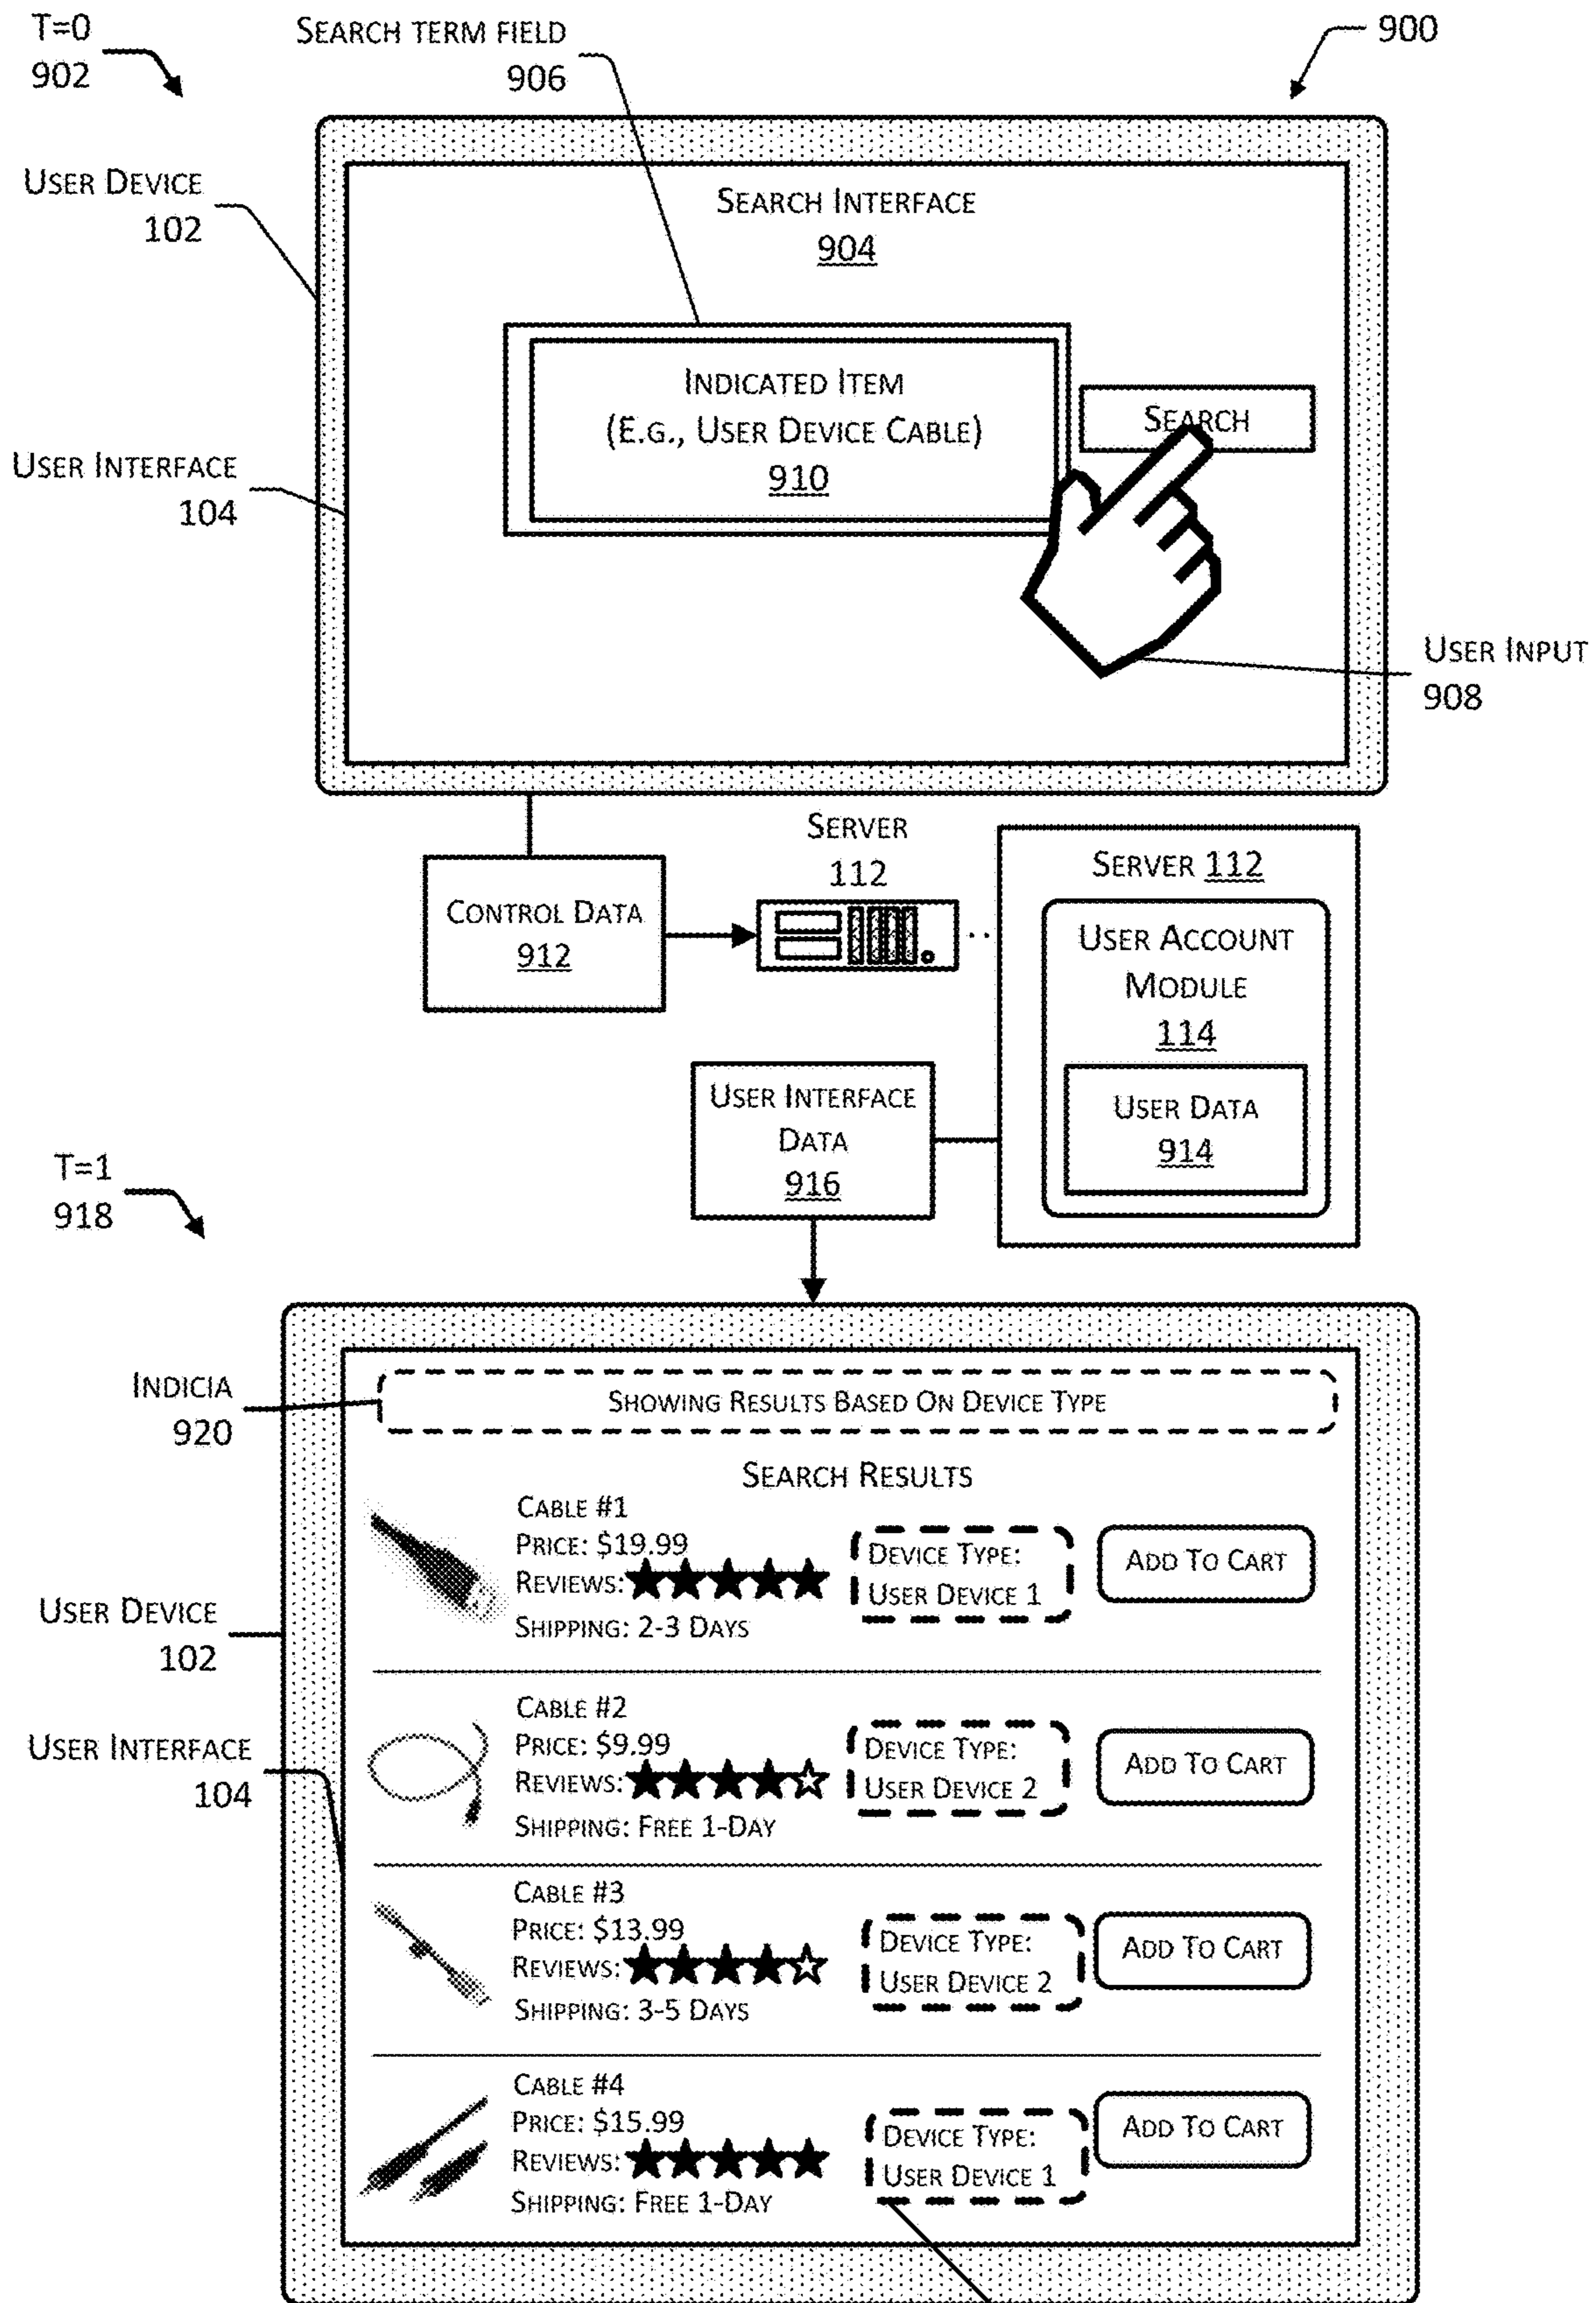 T=0
902
SEARCH TERM FIELD
906
900
USER DEVICE
102
SEARCH INTERFACE
904
INDICATED ITEM
(E.G., USER DEVICE CABLE)
910
SEARCH
USER INTERFACE
104
USER INPUT
908
SERVER
112
CONTROL DATA
912
SERVER 112
USER ACCOUNT
MODULE
114
USER DATA
914
USER INTERFACE
DATA
916
T=1
918
INDICIA
920
SHOWING RESULTS BASED ON DEVICE TYPE
SEARCH RESULTS
CABLE #1
PRICE: $19.99
REVIEWS:
SHIPPING: 2-3 DAYS
DEVICE TYPE:
USER DEVICE 1
ADD TO CART
USER DEVICE
102
CABLE #2
PRICE: $9.99
REVIEWS:
SHIPPING: FREE 1-DAY
DEVICE TYPE:
USER DEVICE 2
ADD TO CART
USER INTERFACE
104
CABLE #3
PRICE: $13.99
REVIEWS:
SHIPPING: 3-5 DAYS
DEVICE TYPE:
USER DEVICE 2
ADD TO CART
CABLE #4
PRICE: $15.99
REVIEWS:
SHIPPING: FREE 1-DAY
DEVICE TYPE:
USER DEVICE 1
ADD TO CART